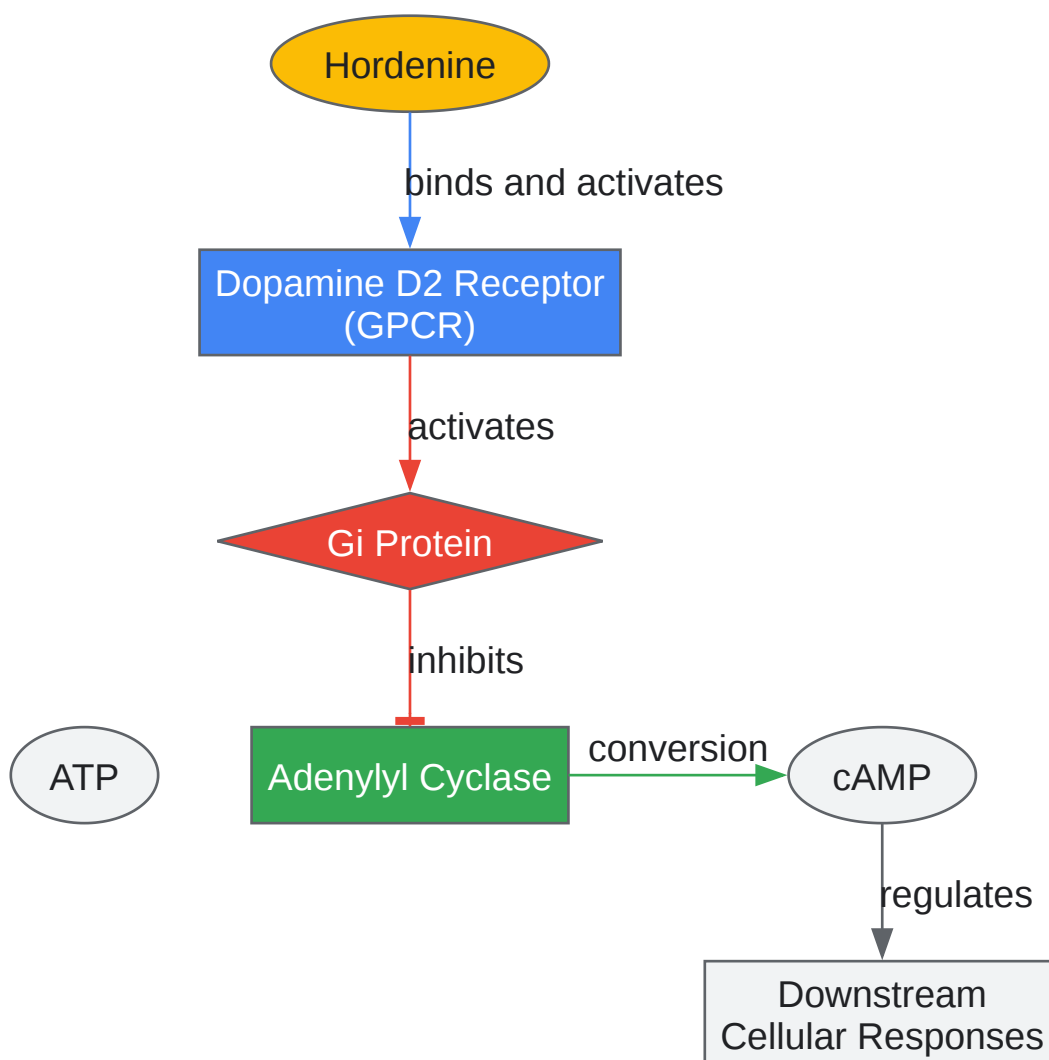 Hordenine
binds and activates
Dopamine D2 Receptor
(GPCR)
activates
Gi Protein
inhibits
ATP
Adenylyl Cyclase
conversion
cAMP
regulates
Downstream
Cellular Responses